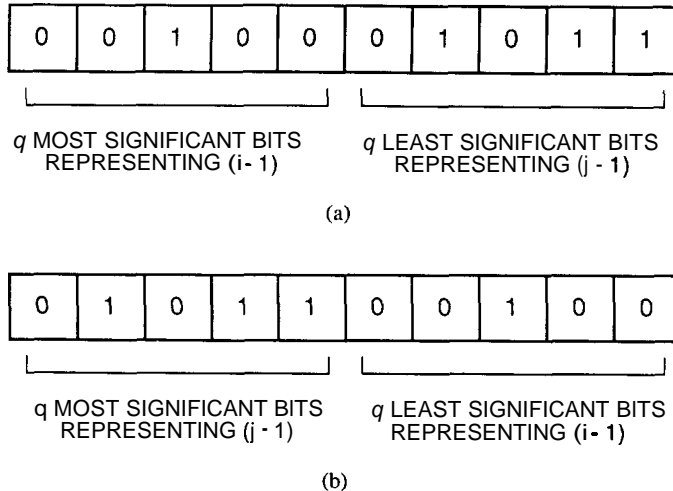 0 0 1 0 0 0 1 0 1 1
q MOST SIGNIFICANT BITS
REPRESENTING (i - 1)
q LEAST SIGNIFICANT BITS
REPRESENTING (j - 1)
(a)
0 1 0 1 1 0 0 1 0 0
q MOST SIGNIFICANT BITS
REPRESENTING (j - 1)
q LEAST SIGNIFICANT BITS
REPRESENTING (i - 1)
(b)